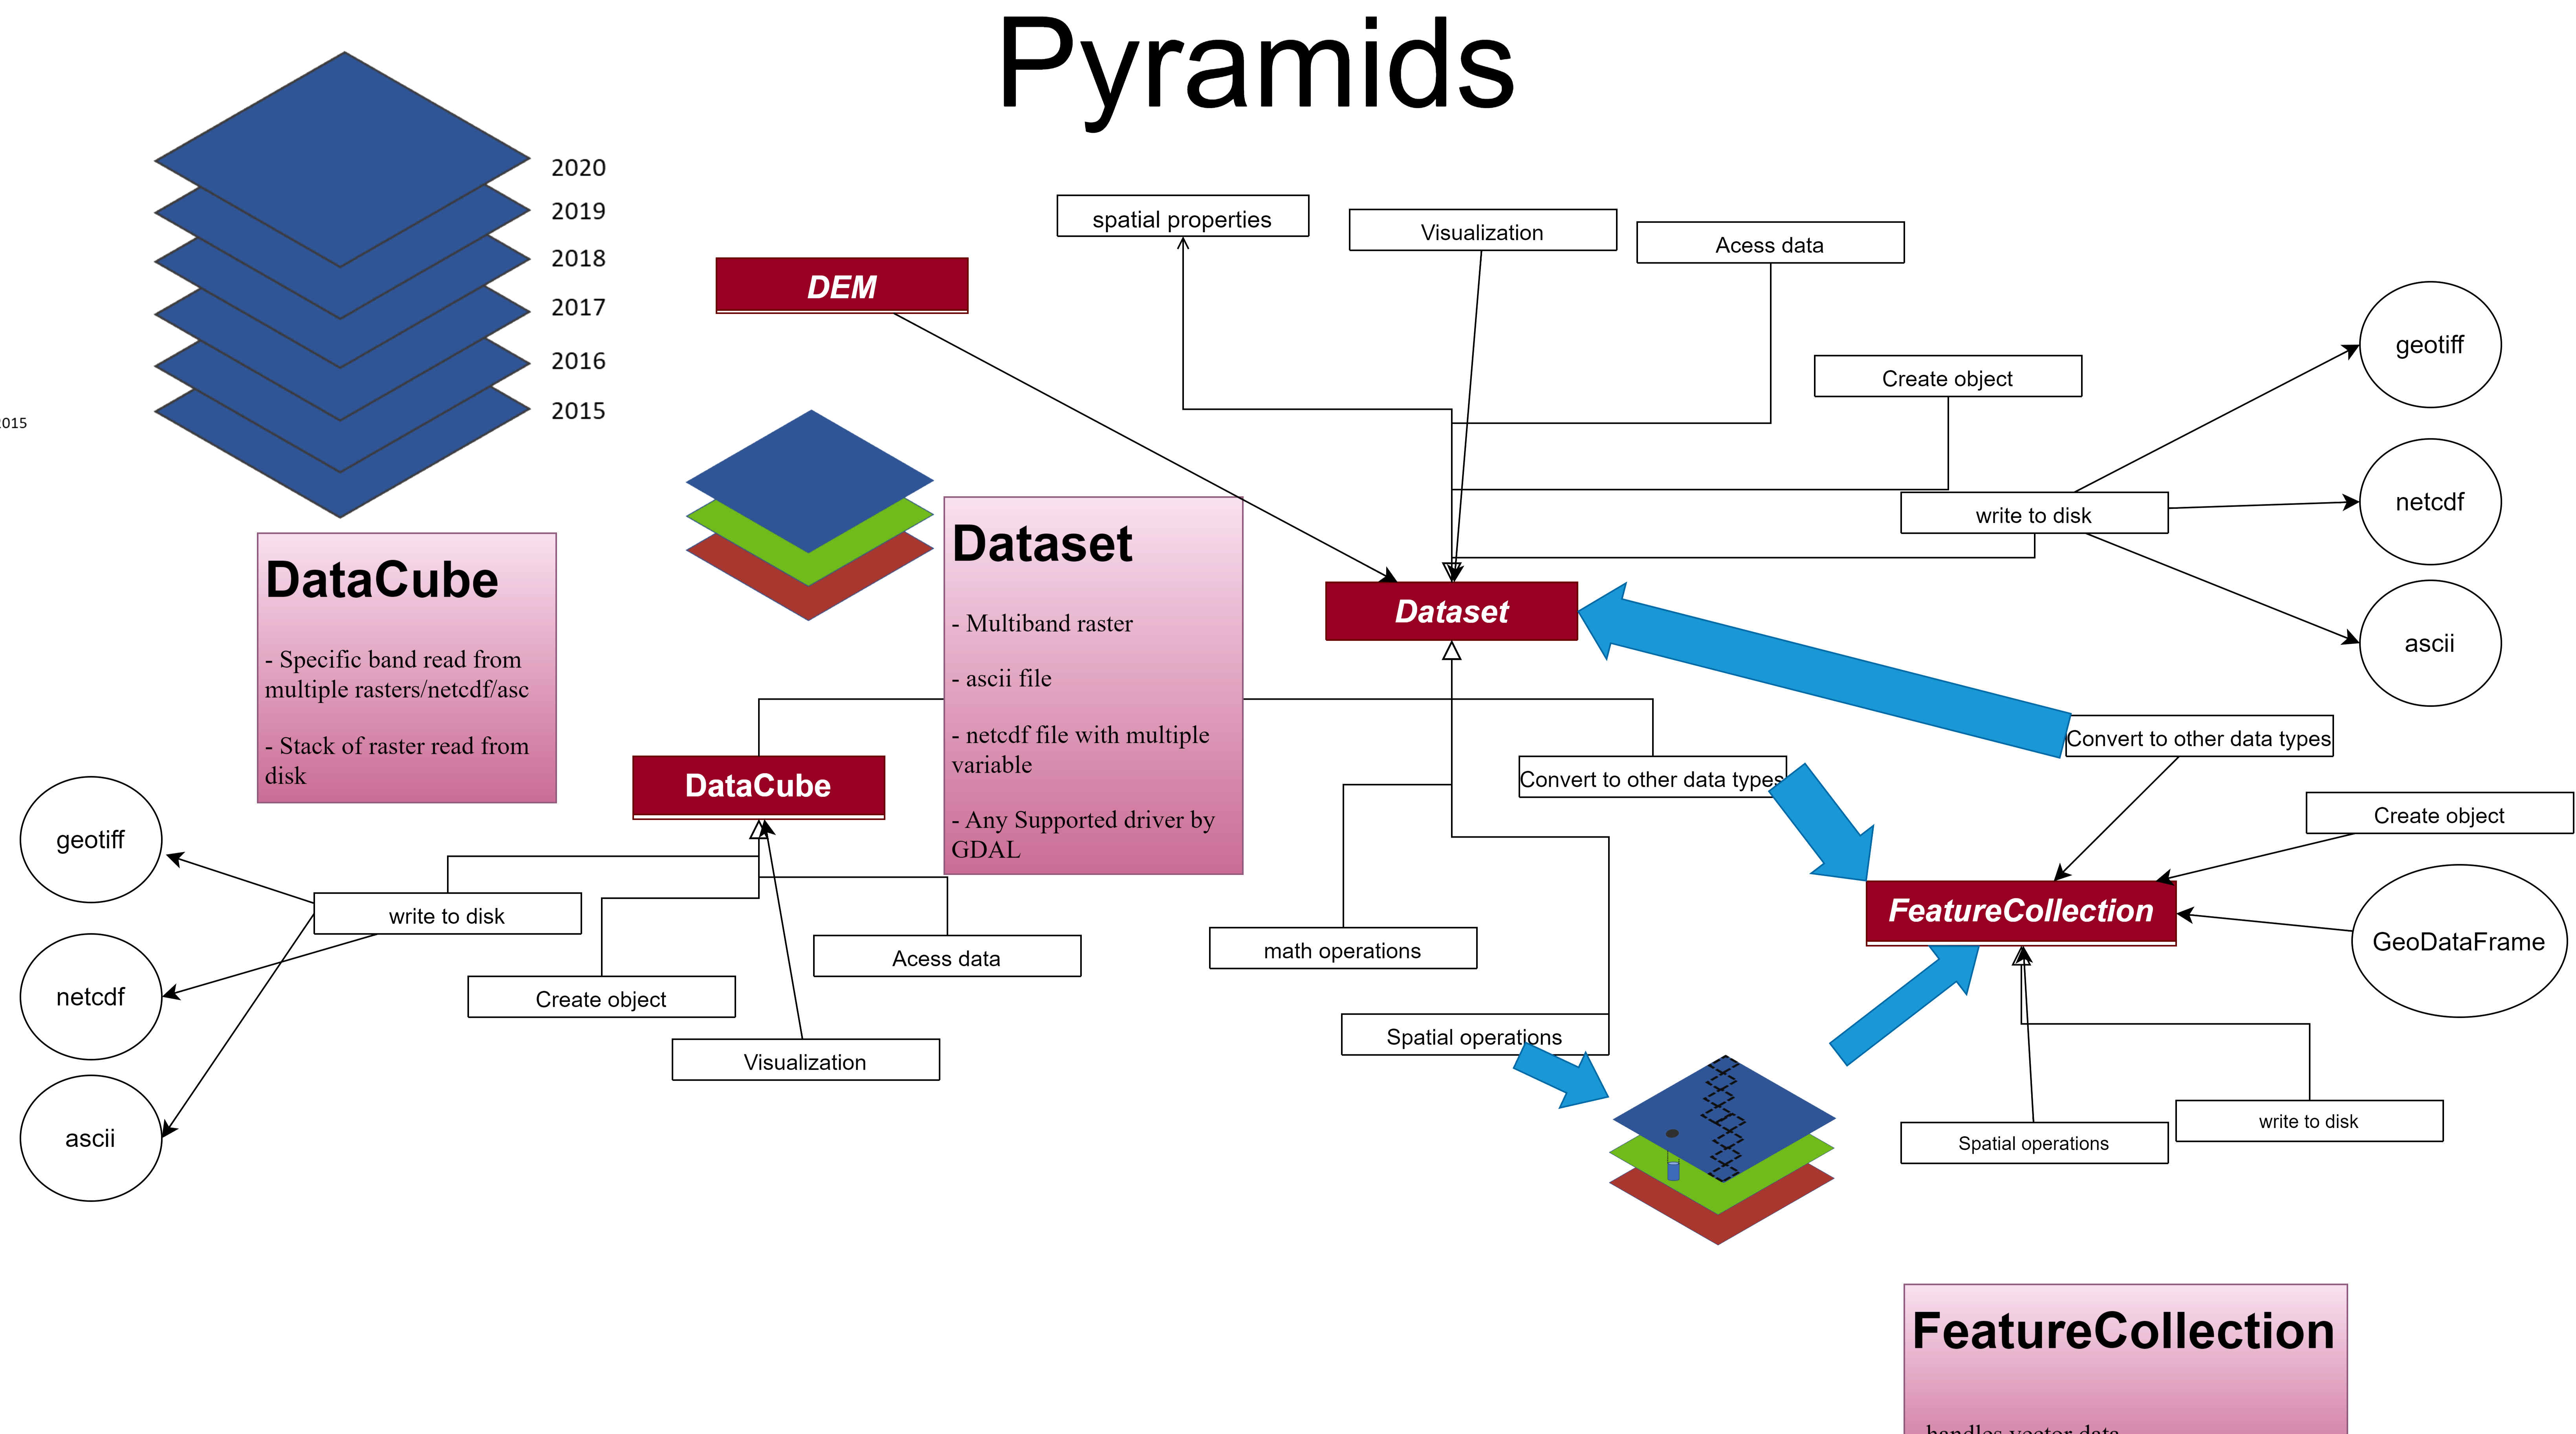 Pyramids
2020
2019
2018
2017
2016
2015
2015
spatial properties
Visualization
Acess data
DEM
Create object
geotiff
netcdf
ascii
write to disk
DataCube
- Specific band read from
multiple rasters/netcdf/asc
- Stack of raster read from
disk
Dataset
- Multiband raster
- ascii file
- netcdf file with multiple
variable
- Any Supported driver by
GDAL
Dataset
Convert to other data types
Convert to other data types
DataCube
geotiff
netcdf
ascii
write to disk
Create object
Acess data
Visualization
math operations
Spatial operations
Create object
FeatureCollection
GeoDataFrame
Spatial operations
write to disk
FeatureCollection
handles vector data